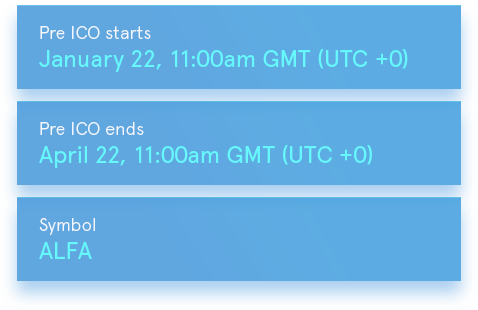 Pre ICO starts
January 22, 11:00am GMT (UTC +0)
Pre ICO ends
April 22, 11:00am GMT (UTC +0)
Symbol
ALFA